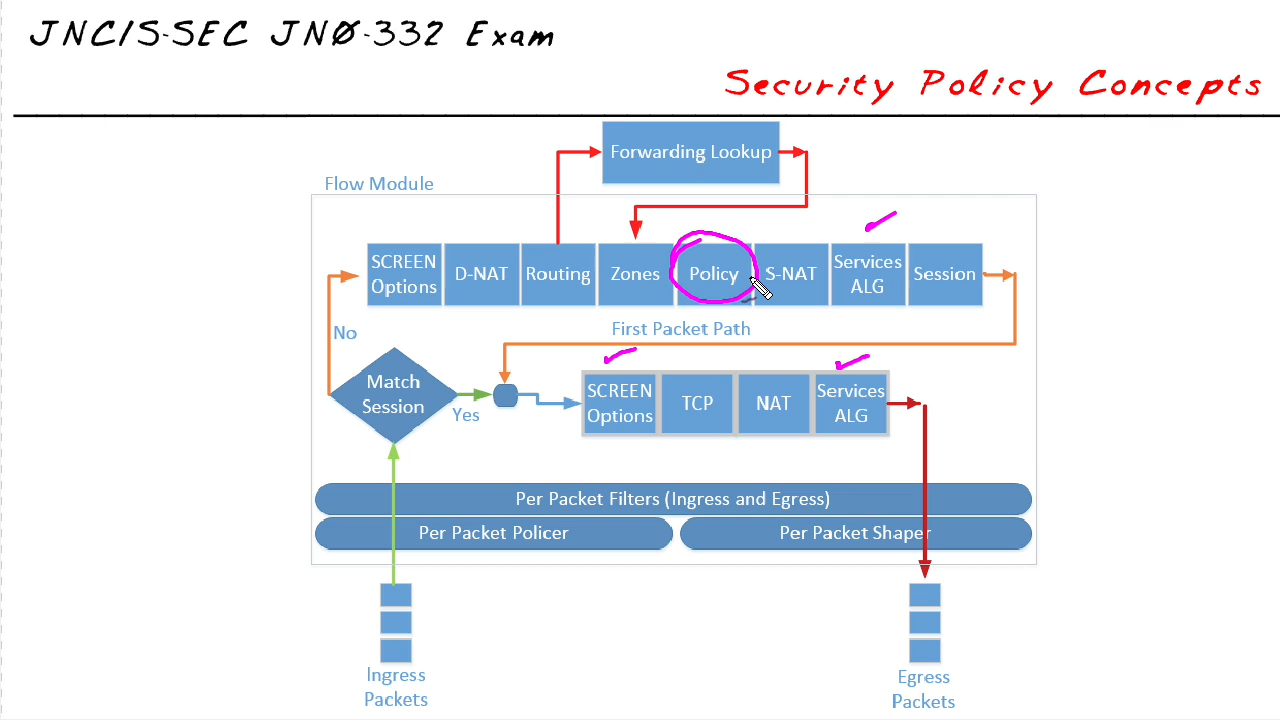 JNCIS-SEC JN0-332 Exam
Security Policy Concepts
Forwarding Lookup
Flow Module
SCREEN
Options
D-NAT
Routing
Zones
Policy
S-NAT
Services
ALG
Session
No
First Packet Path
Match
Session
Yes
SCREEN
Options
TCP
NAT
Services
ALG
Per Packet Filters (Ingress and Egress)
Per Packet Policer
Per Packet Shaper
Ingress
Packets
Egress
Packets